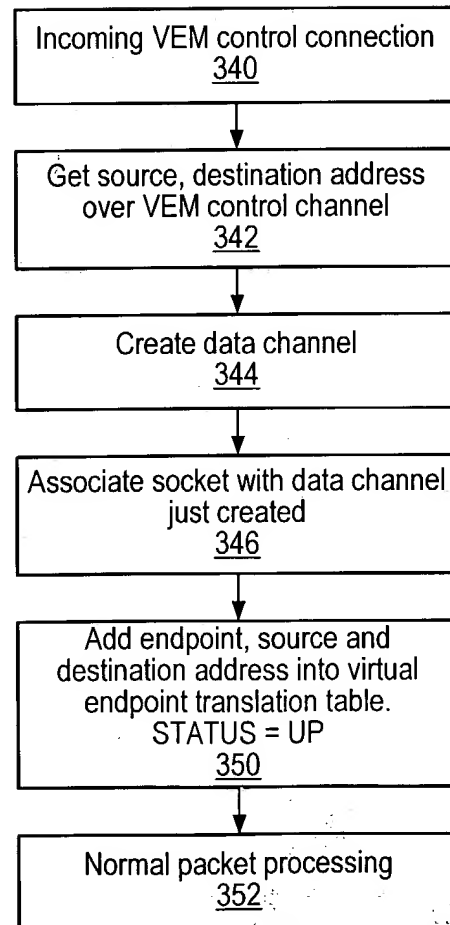 Incoming VEM control connection
340
Get source, destination address
over VEM control channel
342
Create data channel
344
Associate socket with data channel
just created
346
Add endpoint, source and
destination address into virtual
endpoint translation table.
STATUS = UP
350
Normal packet processing
352